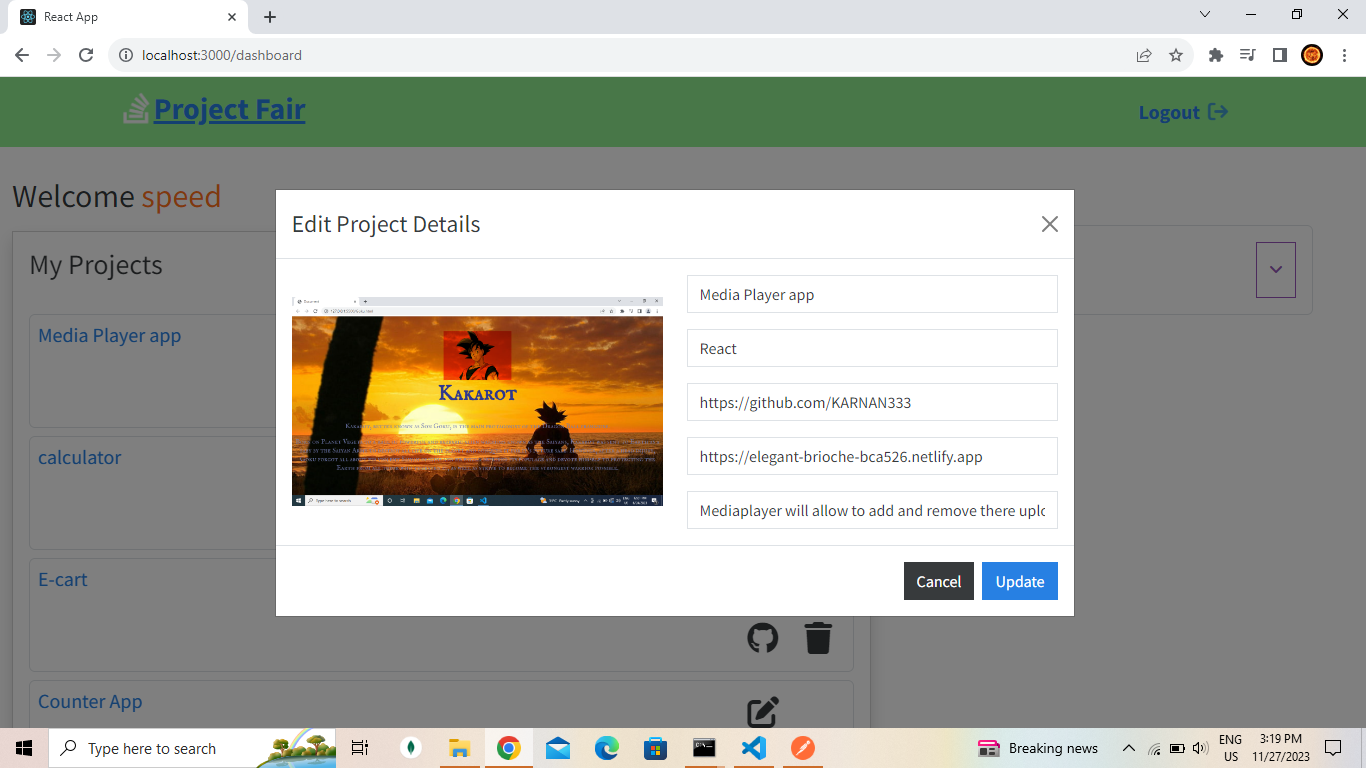 React App
localhost:3000/dashboard
Project Fair
Logout
Welcome speed
My Projects
Media Player app
calculator
E-cart
Counter App
Edit Project Details
KAKAROT
Media Player app
React
https://github.com/KARNAN333
https://elegant-brioche-bca526.netlify.app
Mediaplayer will allow to add and remove there uplo
Cancel
Update
Type here to search
Breaking news
ENG
US
3:19 PM
11/27/2023